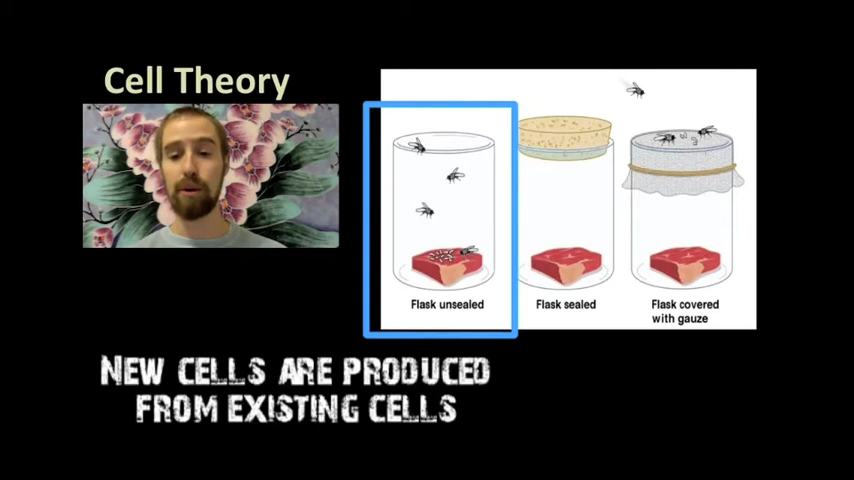 Cell Theory
Flask unsealed
Flask sealed
Flask covered
with gauze
NEW CELLS ARE PRODUCED
FROM EXISTING CELLS